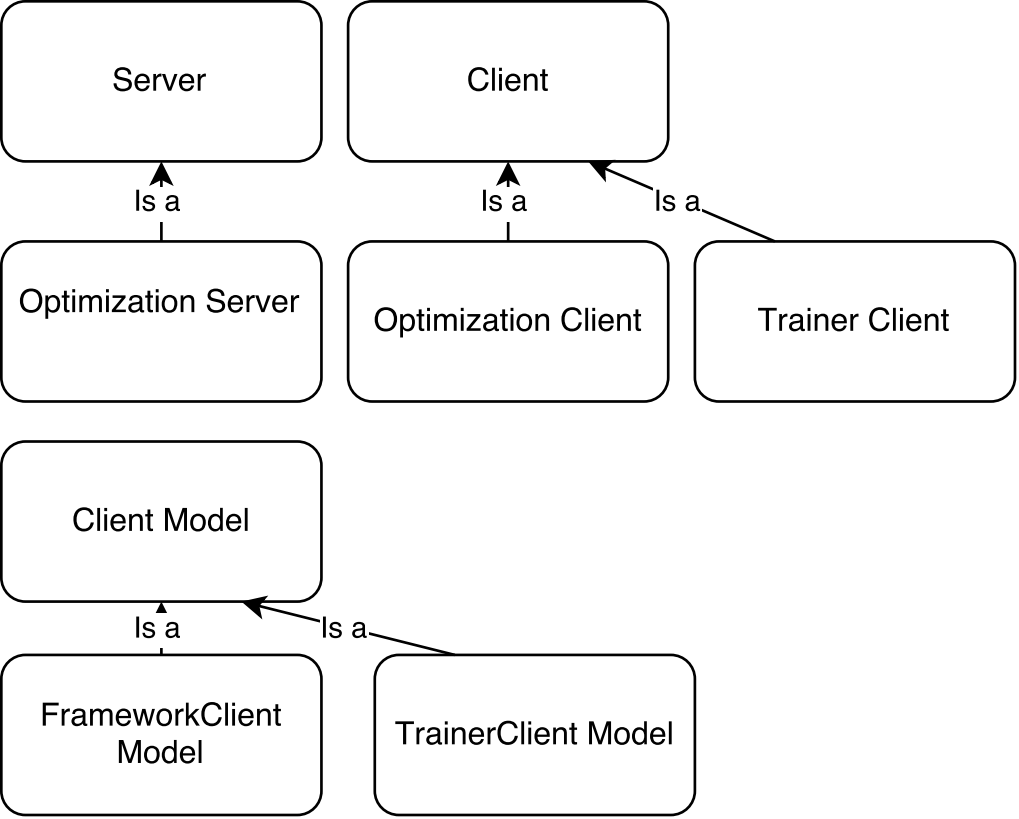 Server
Client
Is a
Is a
Is a
Optimization Server
Optimization Client
Trainer Client
Client Model
Is a
Is a
FrameworkClient
Model
TrainerClient Model